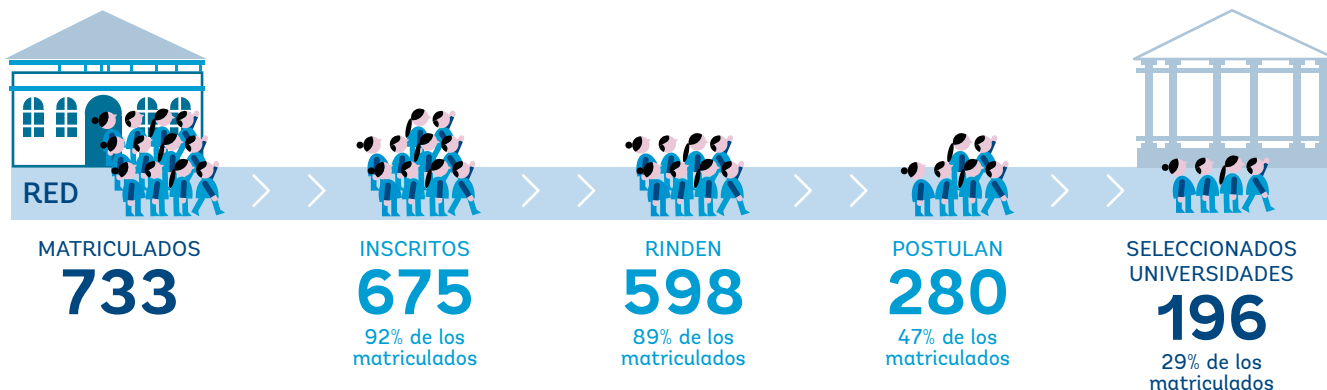 RED
MATRICULADOS
733
INSCRITOS
675
92% de los
matriculados
RINDEN
598
89% de los
matriculados
POSTULAN
280
47% de los
matriculados
SELECCIONADOS
UNIVERSIDADES
196
29% de los
matriculados